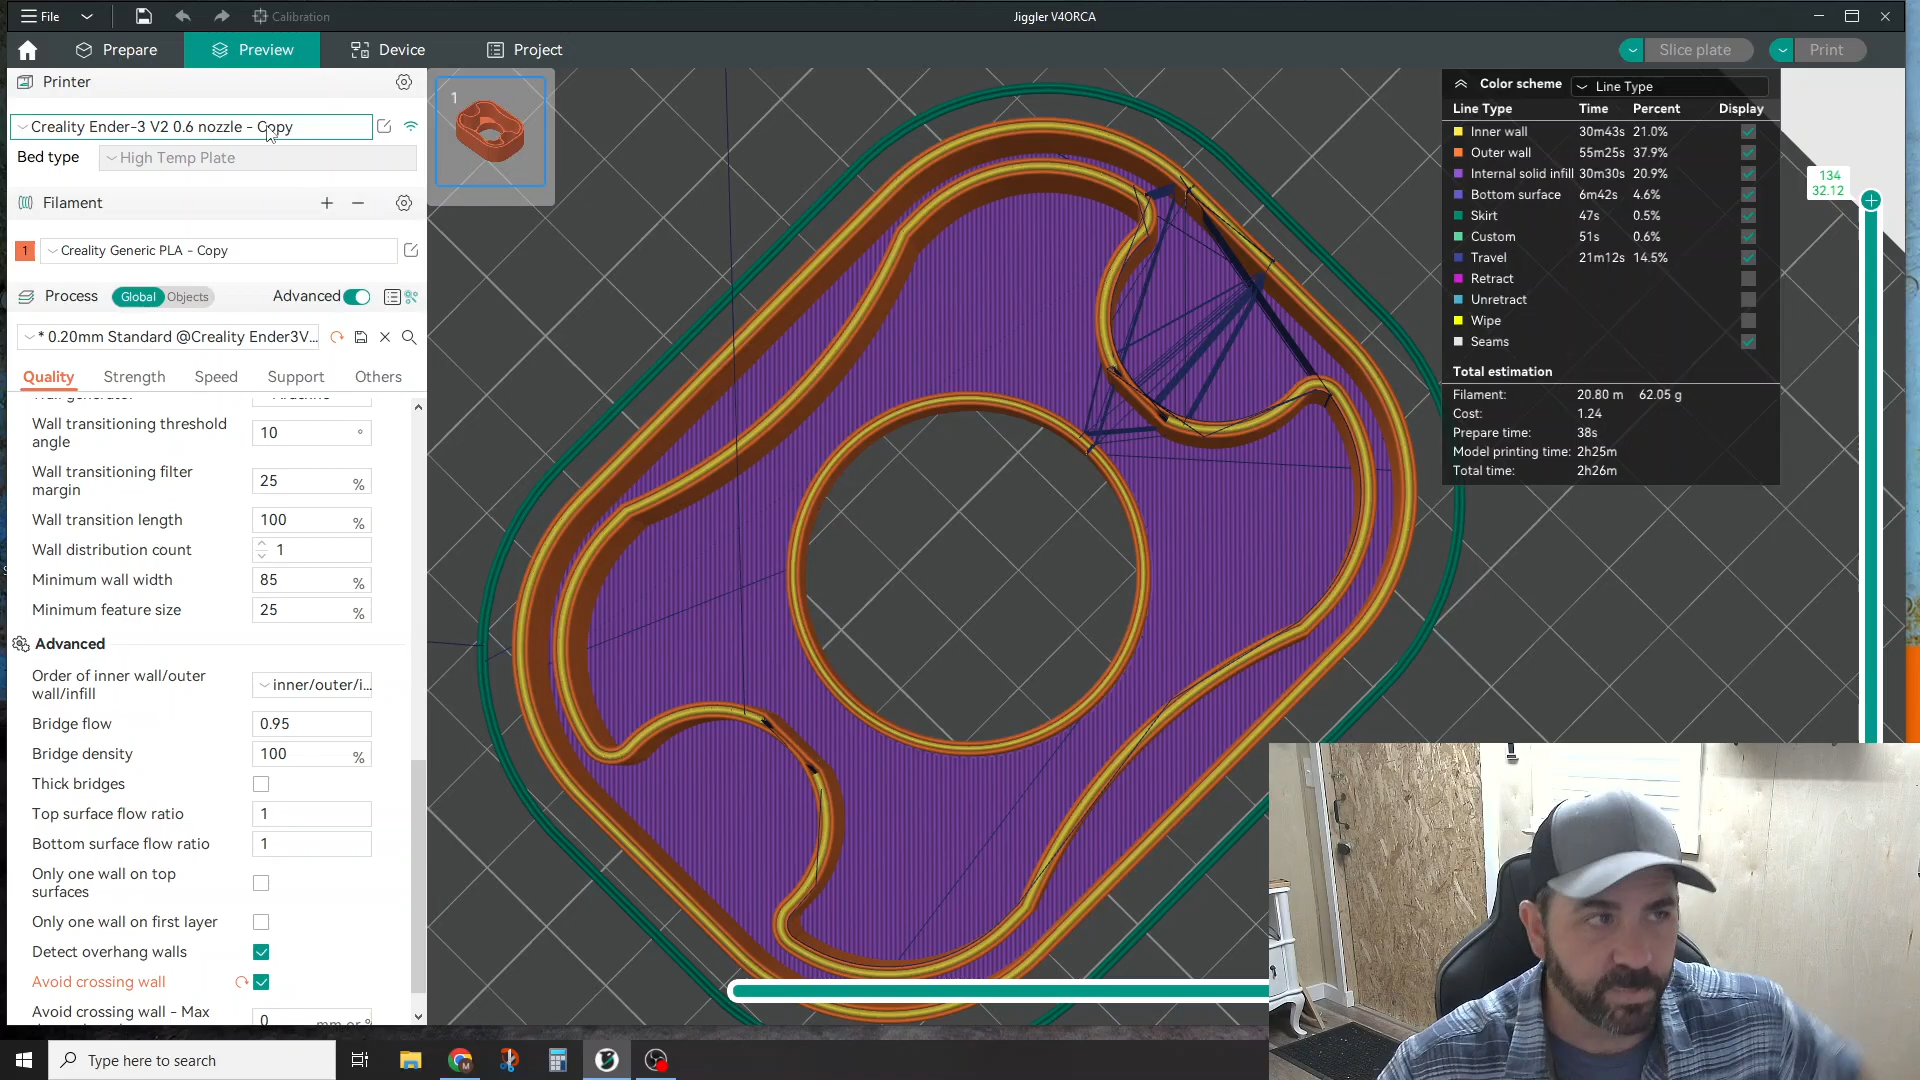 File
Calibration
Jiggler V4ORCA
Prepare
Preview
Device
Project
Slice plate
Print
Printer
Creality Ender-3 V2 0.6 nozzle - Copy
Bed type
High Temp Plate
Filament
1
Creality Generic PLA - Copy
Process
Global
Objects
Advanced
* 0.20mm Standard @Creality Ender3V...
Quality
Strength
Speed
Support
Others
Wall transitioning threshold
angle
10
°
Wall transitioning filter
margin
25
%
Wall transition length
100
%
Wall distribution count
1
Minimum wall width
85
%
Minimum feature size
25
%
Advanced
Order of inner wall/outer
wall/infill
inner/outer/i...
Bridge flow
0.95
Bridge density
100
%
Thick bridges
Top surface flow ratio
1
Bottom surface flow ratio
1
Only one wall on top
surfaces
Only one wall on first layer
Detect overhang walls
Avoid crossing wall
Avoid crossing wall - Max
1
Color scheme
Line Type
Line Type Time Percent Display
Inner wall 30m43s 21.0%
Outer wall 55m25s 37.9%
Internal solid infill 30m30s 20.9%
Bottom surface 6m42s 4.6%
Skirt 47s 0.5%
Custom 51s 0.6%
Travel 21m12s 14.5%
Retract
Unretract
Wipe
Seams
Total estimation
Filament: 20.80 m 62.05 g
Cost: 1.24
Prepare time: 38s
Model printing time: 2h25m
Total time: 2h26m
134
32.12
Type here to search